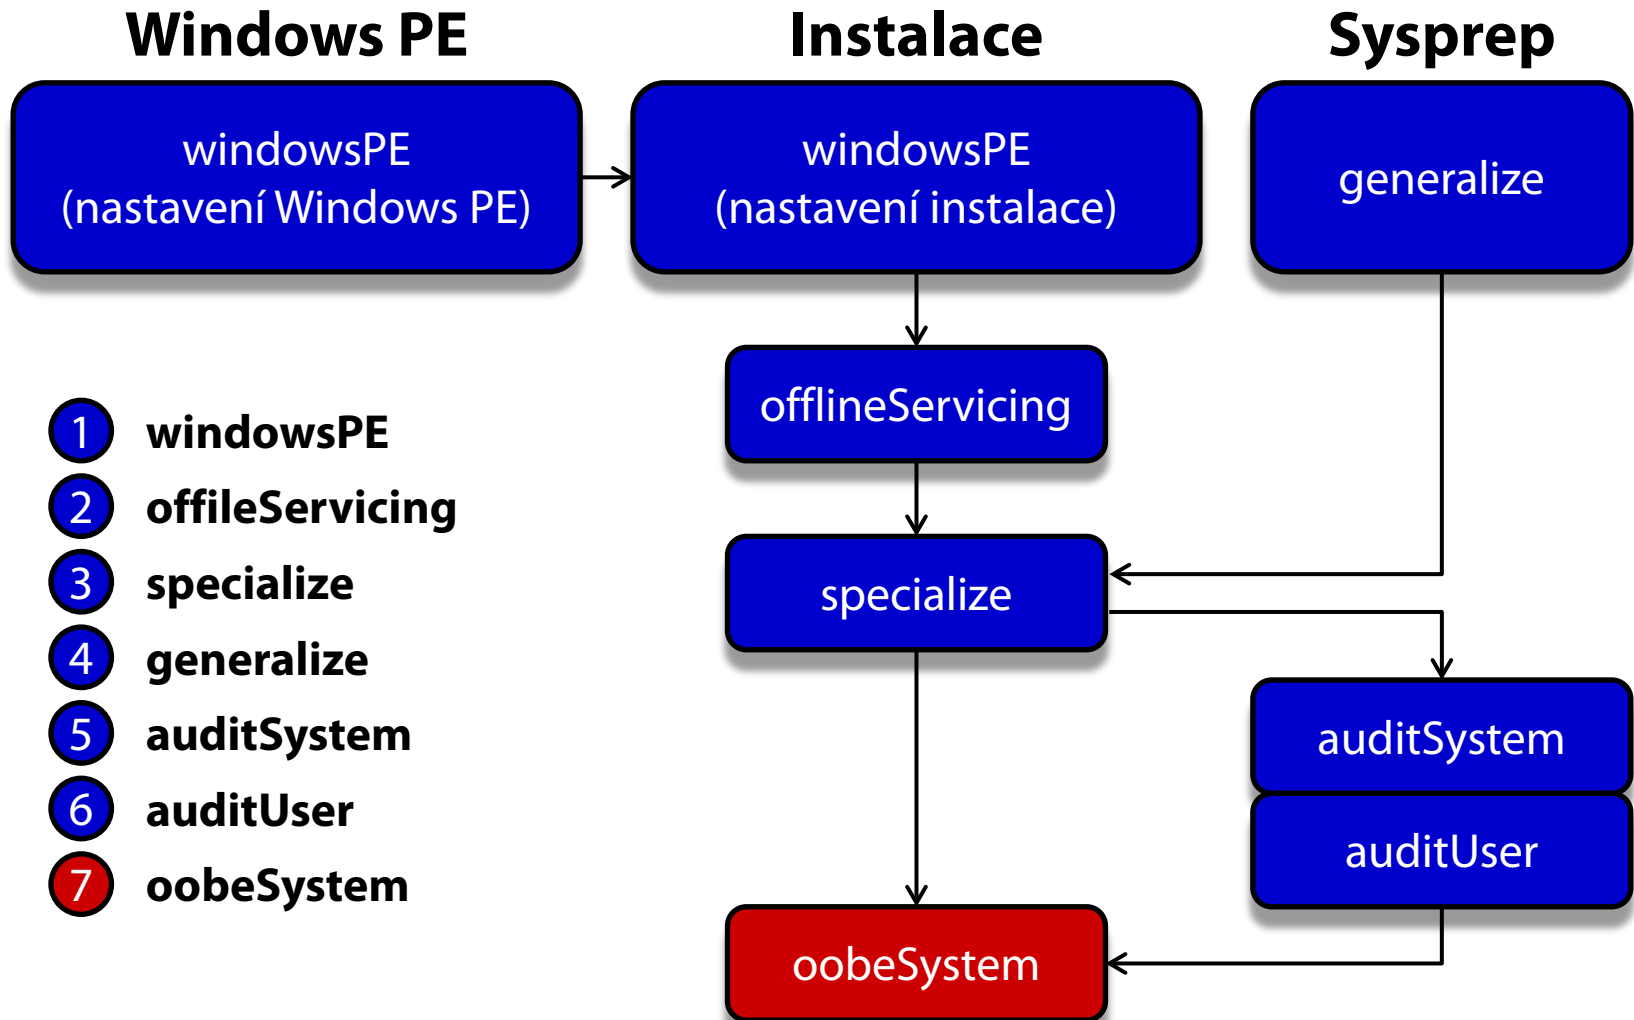 Windows PE
Instalace
Sysprep
windowsPE
(nastavení Windows PE)
windowsPE
(nastavení instalace)
generalize
offlineServicing
1 windowsPE
2 offileServicing
3 specialize
4 generalize
5 auditSystem
6 auditUser
7 oobeSystem
specialize
auditSystem
auditUser
oobeSystem